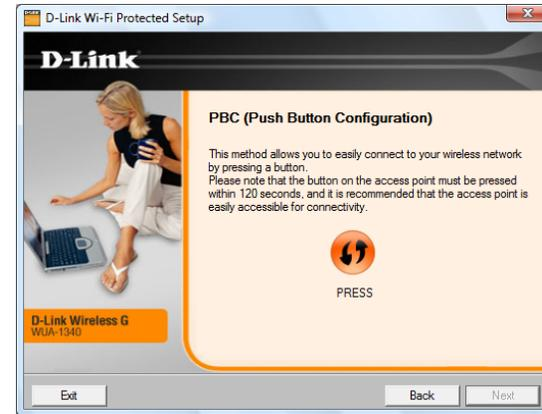 D-Link Wi-Fi Protected Setup
D-Link
PBC (Push Button Configuration)
This method allows you to easily connect to your wireless network
by pressing a button.
Please note that the button on the access point must be pressed
within 120 seconds, and it is recommended that the access point is
easily accessible for connectivity.
PRESS
D-Link Wireless G
WUA-1340
Exit
Back
Next